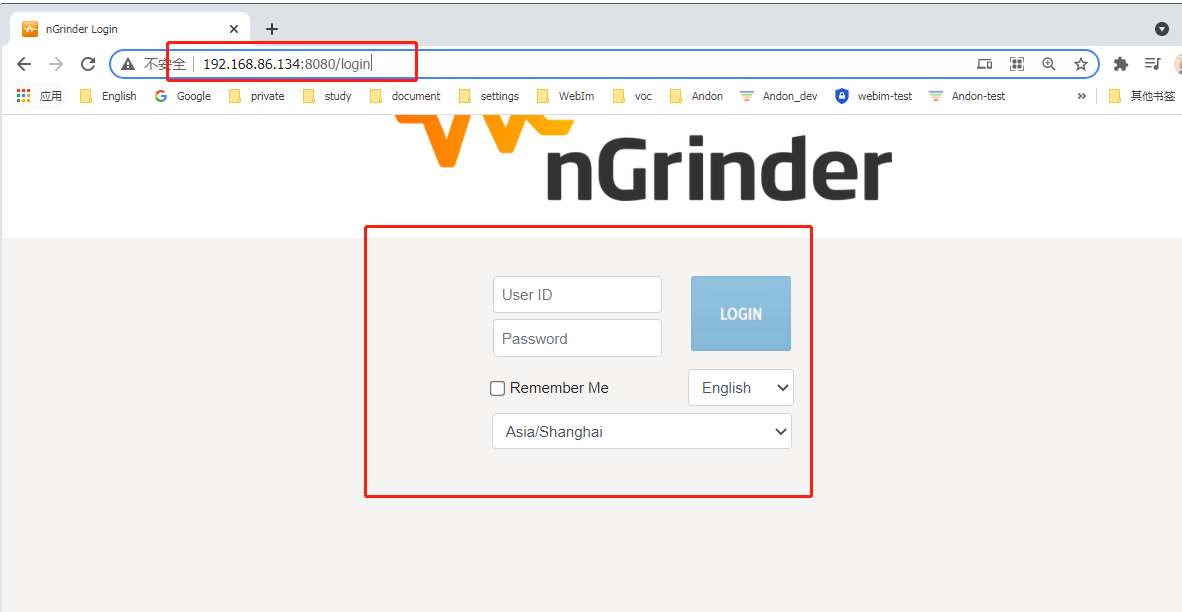 nGrinder Login
不安全 192.168.86.134:8080/login
应用 English Google private study document settings WebIm voc Andon Andon_dev webim-test Andon-test » 其他书签
nGrinder
User ID
LOGIN
Password
Remember Me English
Asia/Shanghai